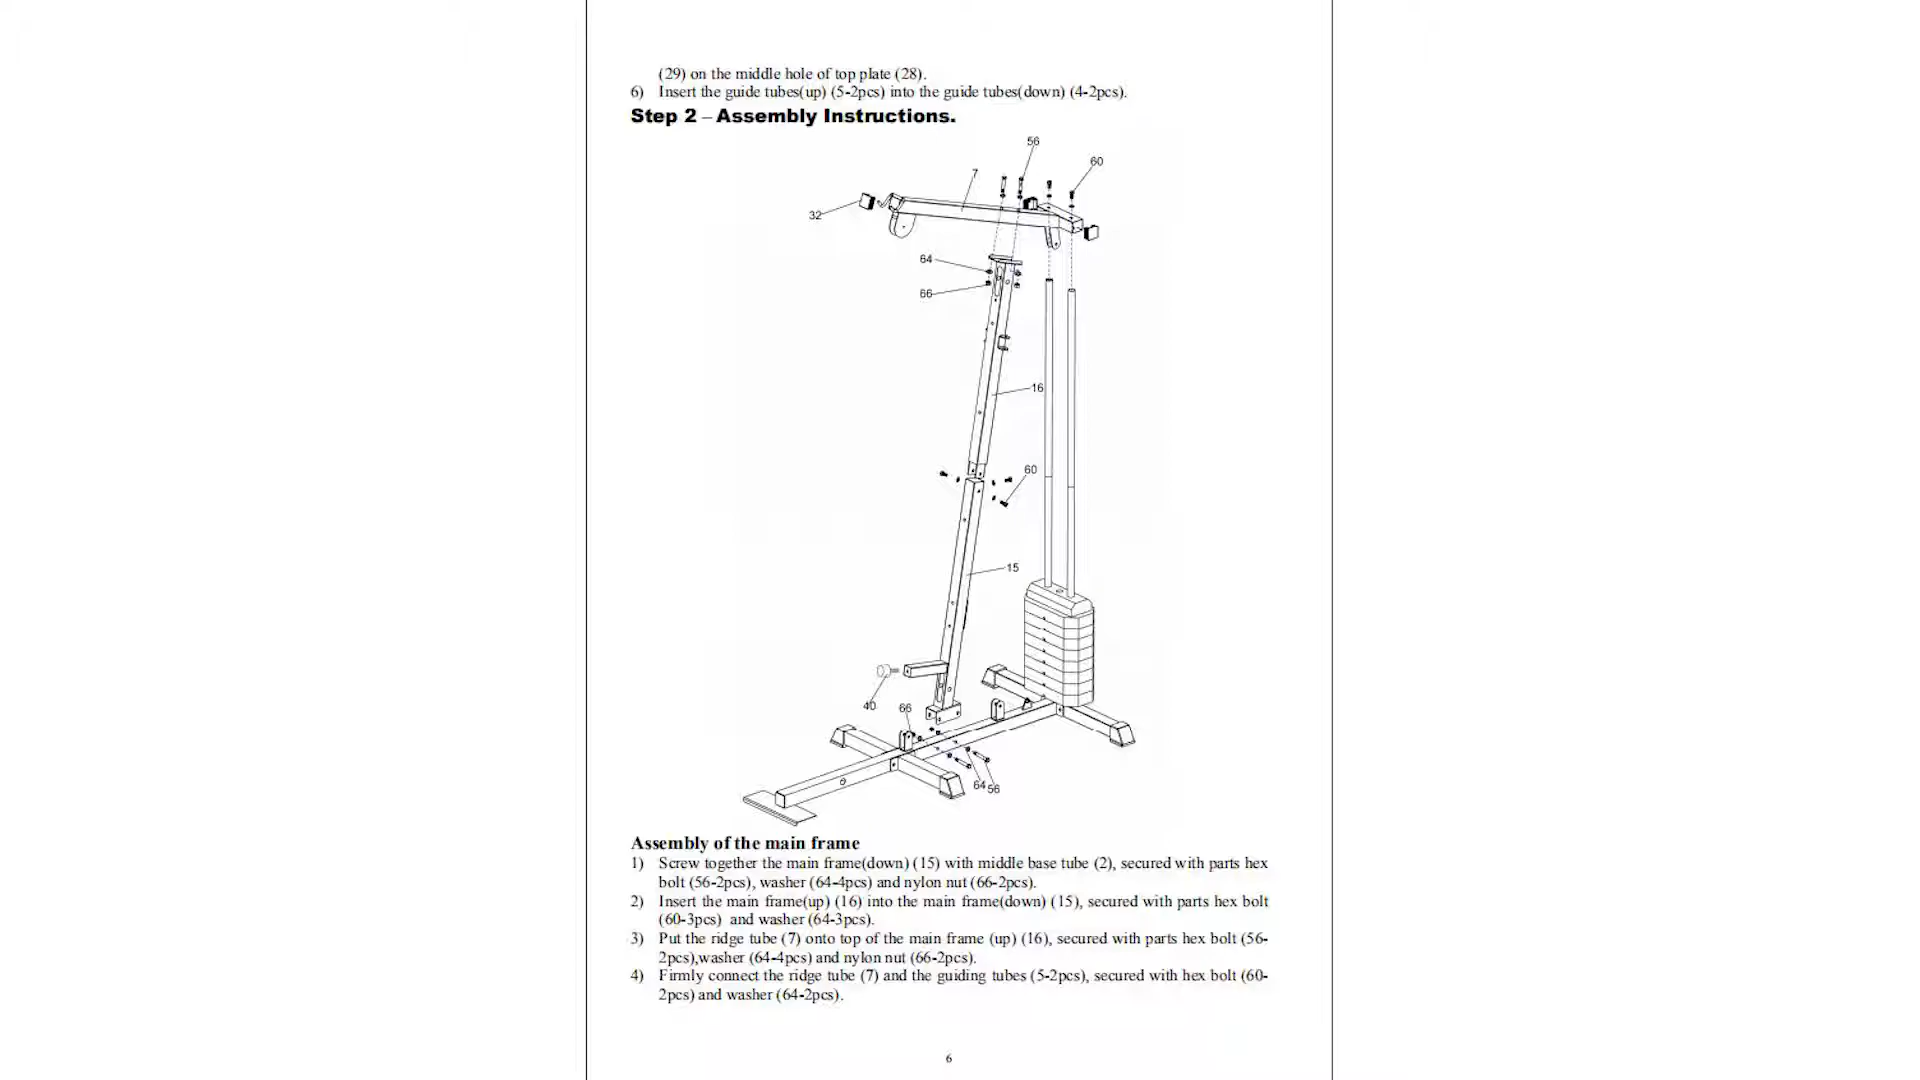 (29) on the middle hole of top plate (28).
6) Insert the guide tubes(up) (5-2pcs) into the guide tubes(down) (4-2pcs).
Step 2 – Assembly Instructions.
56
60
7
32
64
66
16
60
15
40
66
64 56
Assembly of the main frame
1) Screw together the main frame(down) (15) with middle base tube (2), secured with parts hex
bolt (56-2pcs), washer (64-4pcs) and nylon nut (66-2pcs).
2) Insert the main frame(up) (16) into the main frame(down) (15), secured with parts hex bolt
(60-3pcs) and washer (64-3pcs).
3) Put the ridge tube (7) onto top of the main frame (up) (16), secured with parts hex bolt (56-
2pcs),washer (64-4pcs) and nylon nut (66-2pcs).
4) Firmly connect the ridge tube (7) and the guiding tubes (5-2pcs), secured with hex bolt (60-
2pcs) and washer (64-2pcs).
6